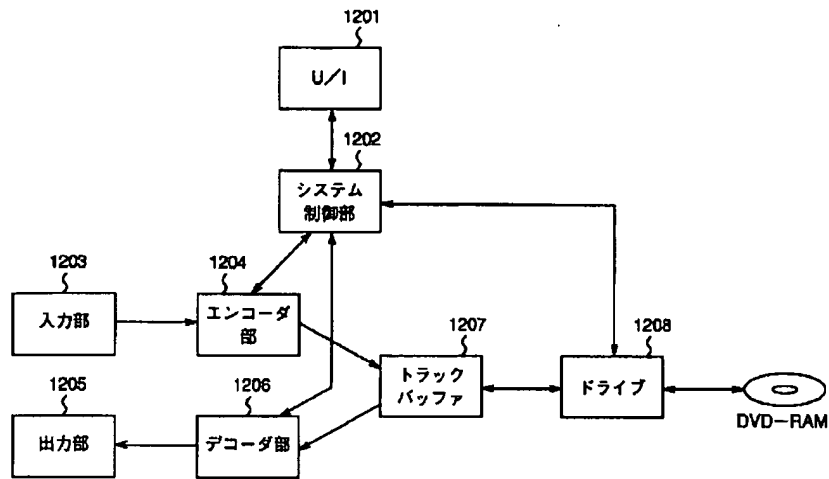 1201
U/I
1202
システム
制御部
1203
入力部
1204
エンコーダ
部
1205
出力部
1206
デコーダ部
1207
トラック
バッファ
1208
ドライブ
DVD-RAM